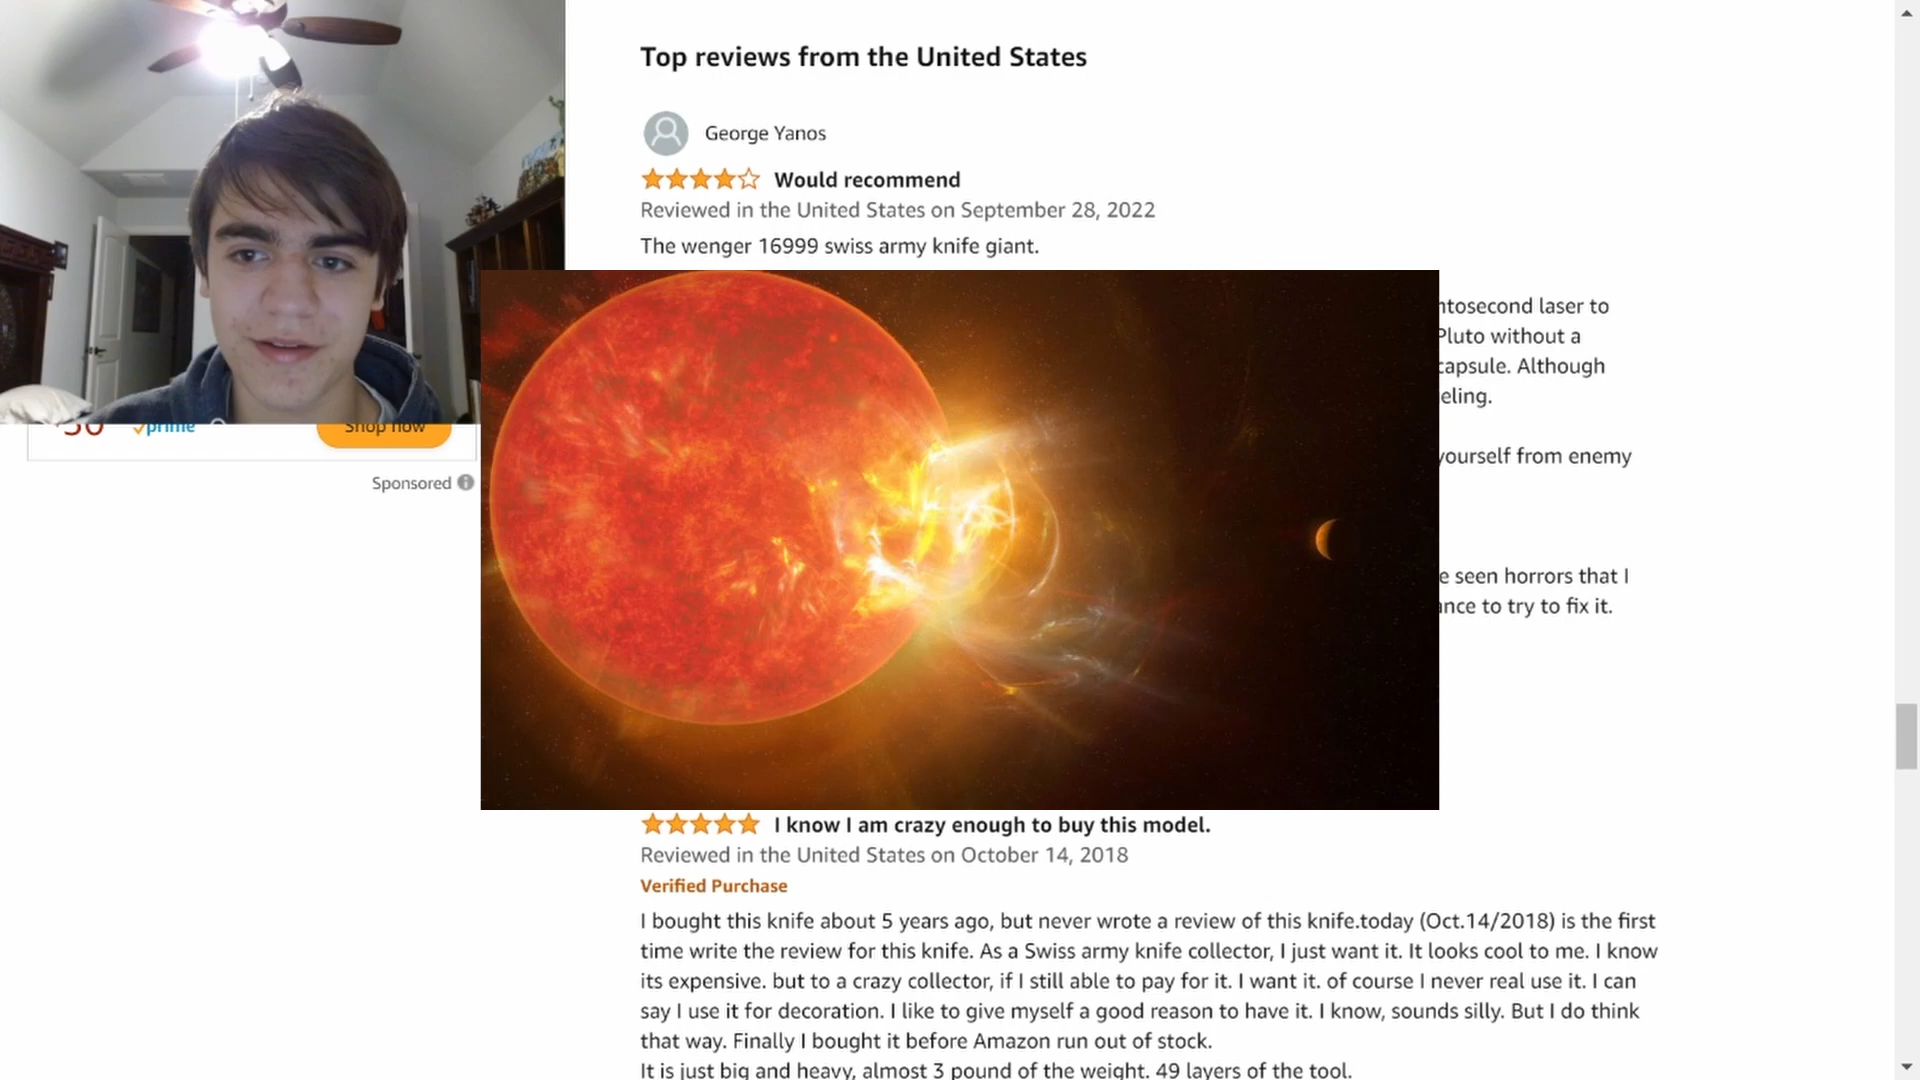 Top reviews from the United States
George Yanos
Would recommend
Reviewed in the United States on September 28, 2022
The wenger 16999 swiss army knife giant.
laser to
Pluto without a
capsule. Although
yourself from enemy
seen horrors that I
to try to fix it.
prime
Shop now
Sponsored
I know I am crazy enough to buy this model.
Reviewed in the United States on October 14, 2018
Verified Purchase
I bought this knife about 5 years ago, but never wrote a review of this knife.today (Oct.14/2018) is the first
time write the review for this knife. As a Swiss army knife collector, I just want it. It looks cool to me. I know
its expensive. but to a crazy collector, if I still able to pay for it. I want it. of course I never real use it. I can
say I use it for decoration. I like to give myself a good reason to have it. I know, sounds silly. But I do think
that way. Finally I bought it before Amazon run out of stock.
It is just big and heavy, almost 3 pound of the weight. 49 layers of the tool.